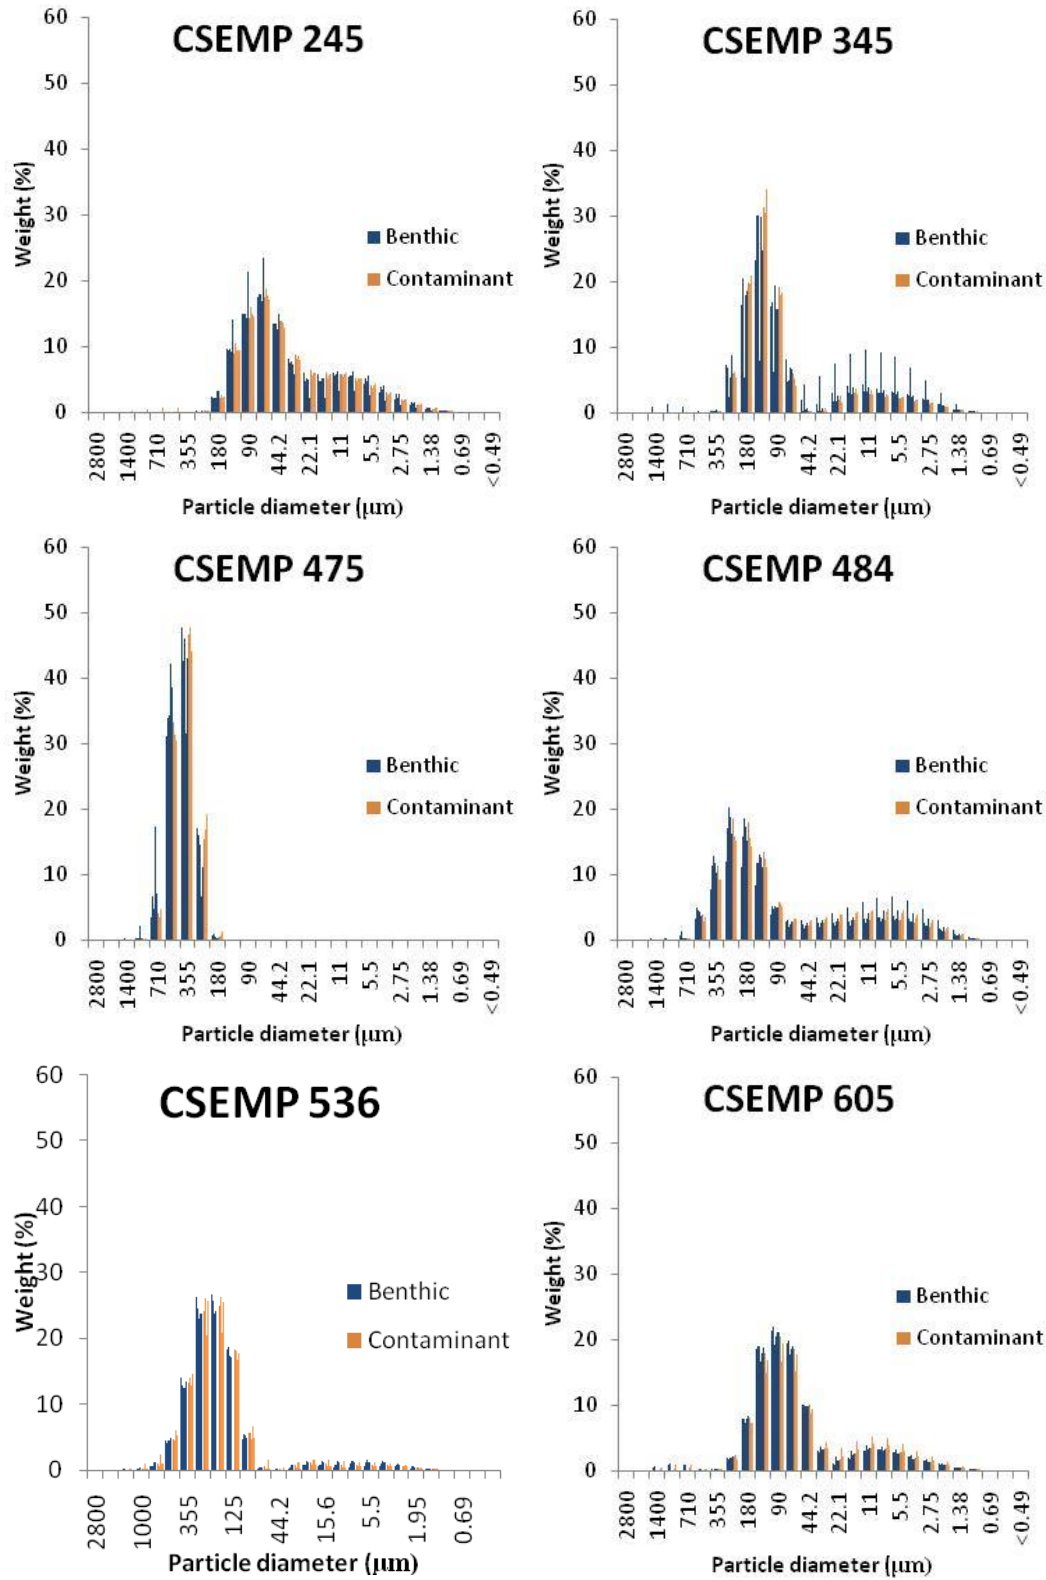 CSEMP 245
60
50
40
30
20
10
0
Weight (%)
Benthic
Contaminant
2800 1400 710 355 180 90 44.2 22.1 11 5.5 2.75 1.38 0.69 <0.49
Particle diameter (µm)
CSEMP 345
60
50
40
30
20
10
0
Weight (%)
Benthic
Contaminant
2800 1400 710 355 180 90 44.2 22.1 11 5.5 2.75 1.38 0.69 <0.49
Particle diameter (µm)
CSEMP 475
60
50
40
30
20
10
0
Weight (%)
Benthic
Contaminant
2800 1400 710 355 180 90 44.2 22.1 11 5.5 2.75 1.38 0.69 <0.49
Particle diameter (µm)
CSEMP 484
60
50
40
30
20
10
0
Weight (%)
Benthic
Contaminant
2800 1400 710 355 180 90 44.2 22.1 11 5.5 2.75 1.38 0.69 <0.49
Particle diameter (µm)
CSEMP 536
60
50
40
30
20
10
0
Weight (%)
Benthic
Contaminant
2800 1000 355 125 44.2 15.6 5.5 1.95 0.69
Particle diameter (µm)
CSEMP 605
60
50
40
30
20
10
0
Weight (%)
Benthic
Contaminant
2800 1400 710 355 180 90 44.2 22.1 11 5.5 2.75 1.38 0.69 <0.49
Particle diameter (µm)